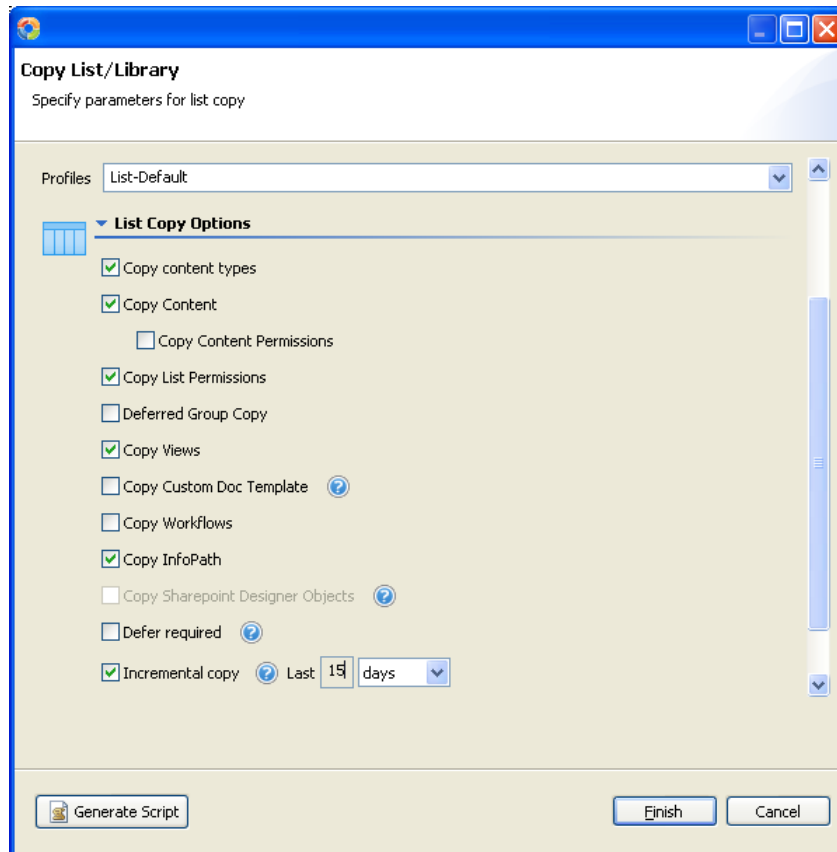 Copy List/Library
Specify parameters for list copy
Profiles List-Default
List Copy Options
Copy content types
Copy Content
Copy Content Permissions
Copy List Permissions
Deferred Group Copy
Copy Views
Copy Custom Doc Template ?
Copy Workflows
Copy InfoPath
Copy Sharepoint Designer Objects ?
Defer required ?
Incremental copy ? Last 15 days
Generate Script Finish Cancel